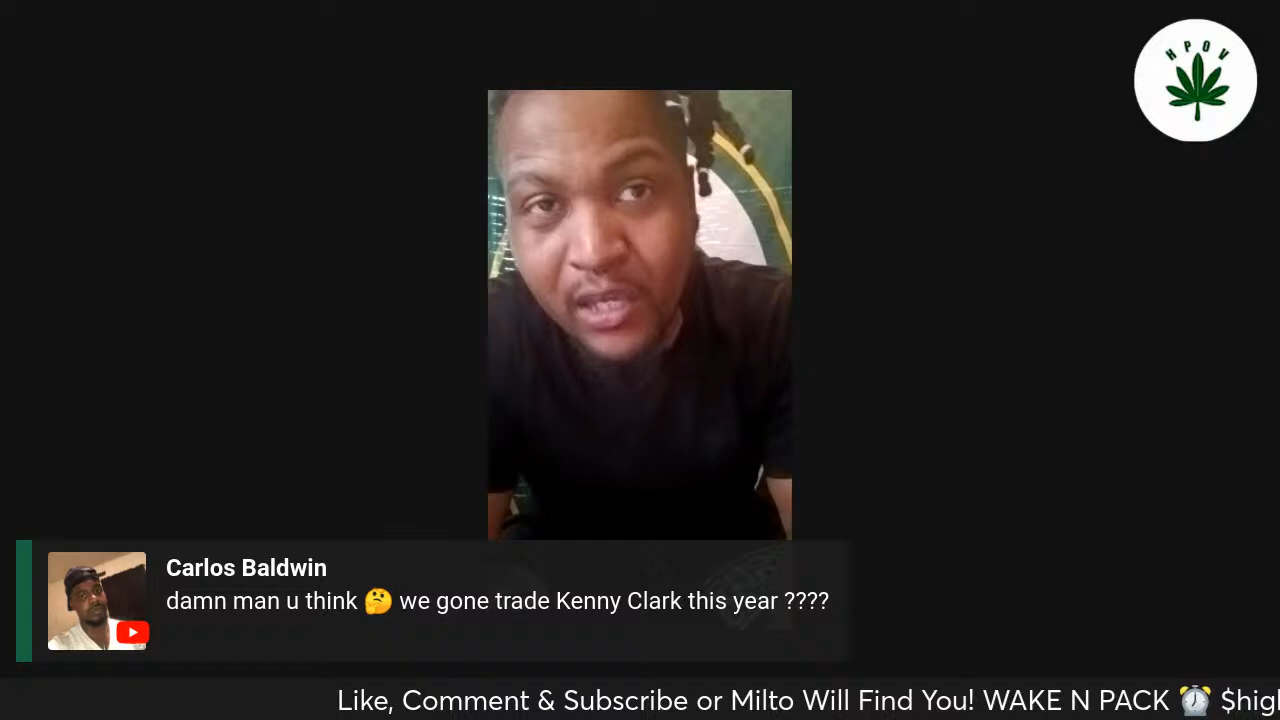 HPOV
Carlos Baldwin
damn man u think 🤔 we gone trade Kenny Clark this year ????
Like, Comment & Subscribe or Milto Will Find You! WAKE N PACK ⏰ $hig